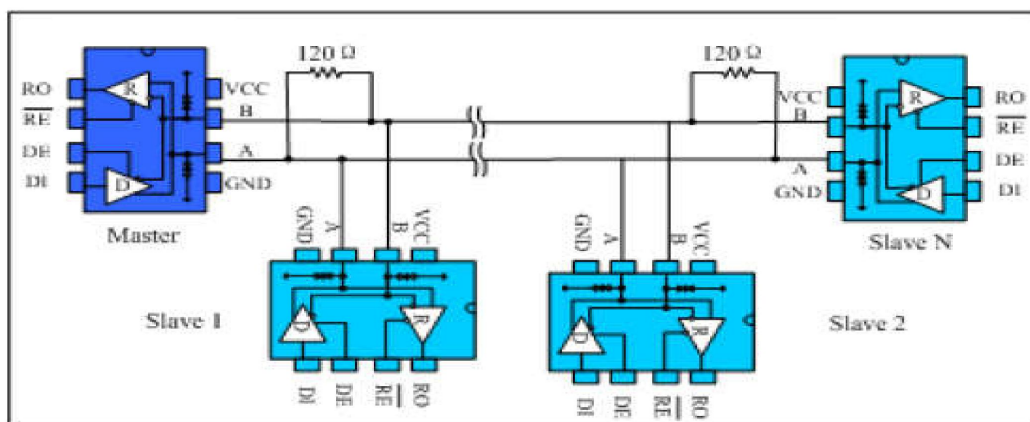 120 Ω
120 Ω
RO
VCC
RE
B
DE
A
DI
GND
Master
VCC
RO
B
RE
A
DE
GND
DI
Slave N
GND
A
B
VCC
Slave 1
R
D
DI
DE
RE
RO
GND
A
B
VCC
Slave 2
R
D
DI
DE
RE
RO
R
D
R
D